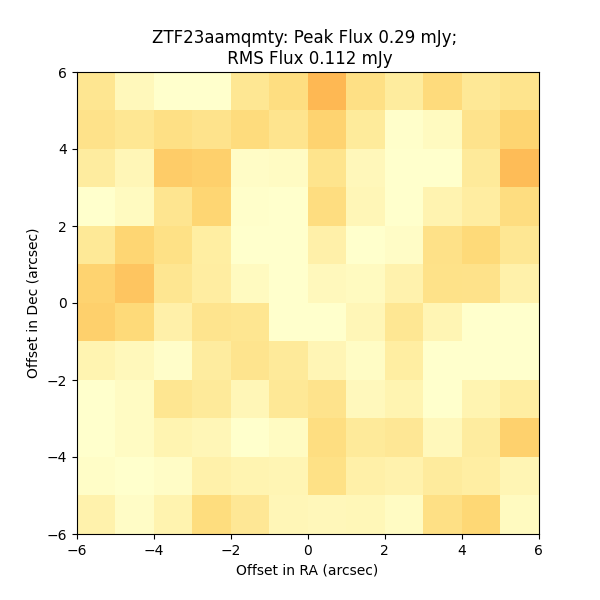 ZTF23aamqmty: Peak Flux 0.29 mJy;
RMS Flux 0.112 mJy
6
4
2
0
−2
−4
−6
Offset in Dec (arcsec)
−6 −4 −2 0 2 4 6
Offset in RA (arcsec)